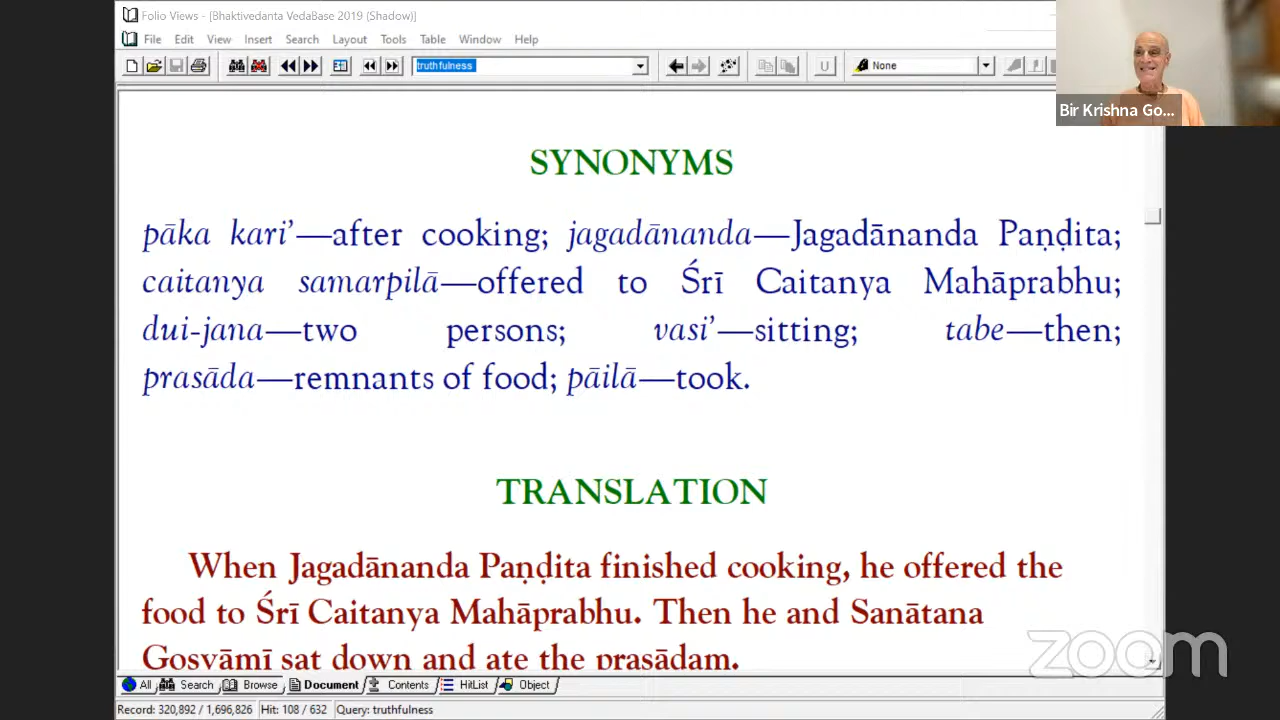 Folio Views - [Bhaktivedanta VedaBase 2019 (Shadow)]
File Edit View Insert Search Layout Tools Table Window Help
truthfulness
U
None
Bir Krishna Go...
SYNONYMS
pāka kari’—after cooking; jagadānanda—Jagadānanda Paṇḍita;
caitanya samarpilā—offered to Śrī Caitanya Mahāprabhu;
dui-jana—two persons; vasi’—sitting; tabe—then;
prasāda—remnants of food; pāilā—took.
TRANSLATION
When Jagadānanda Paṇḍita finished cooking, he offered the
food to Śrī Caitanya Mahāprabhu. Then he and Sanātana
Gosvāmī sat down and ate the prasādam.
zoom
All Search Browse Document Contents HitList Object
Record: 320,892 / 1,696,826 Hit: 108 / 632 Query: truthfulness